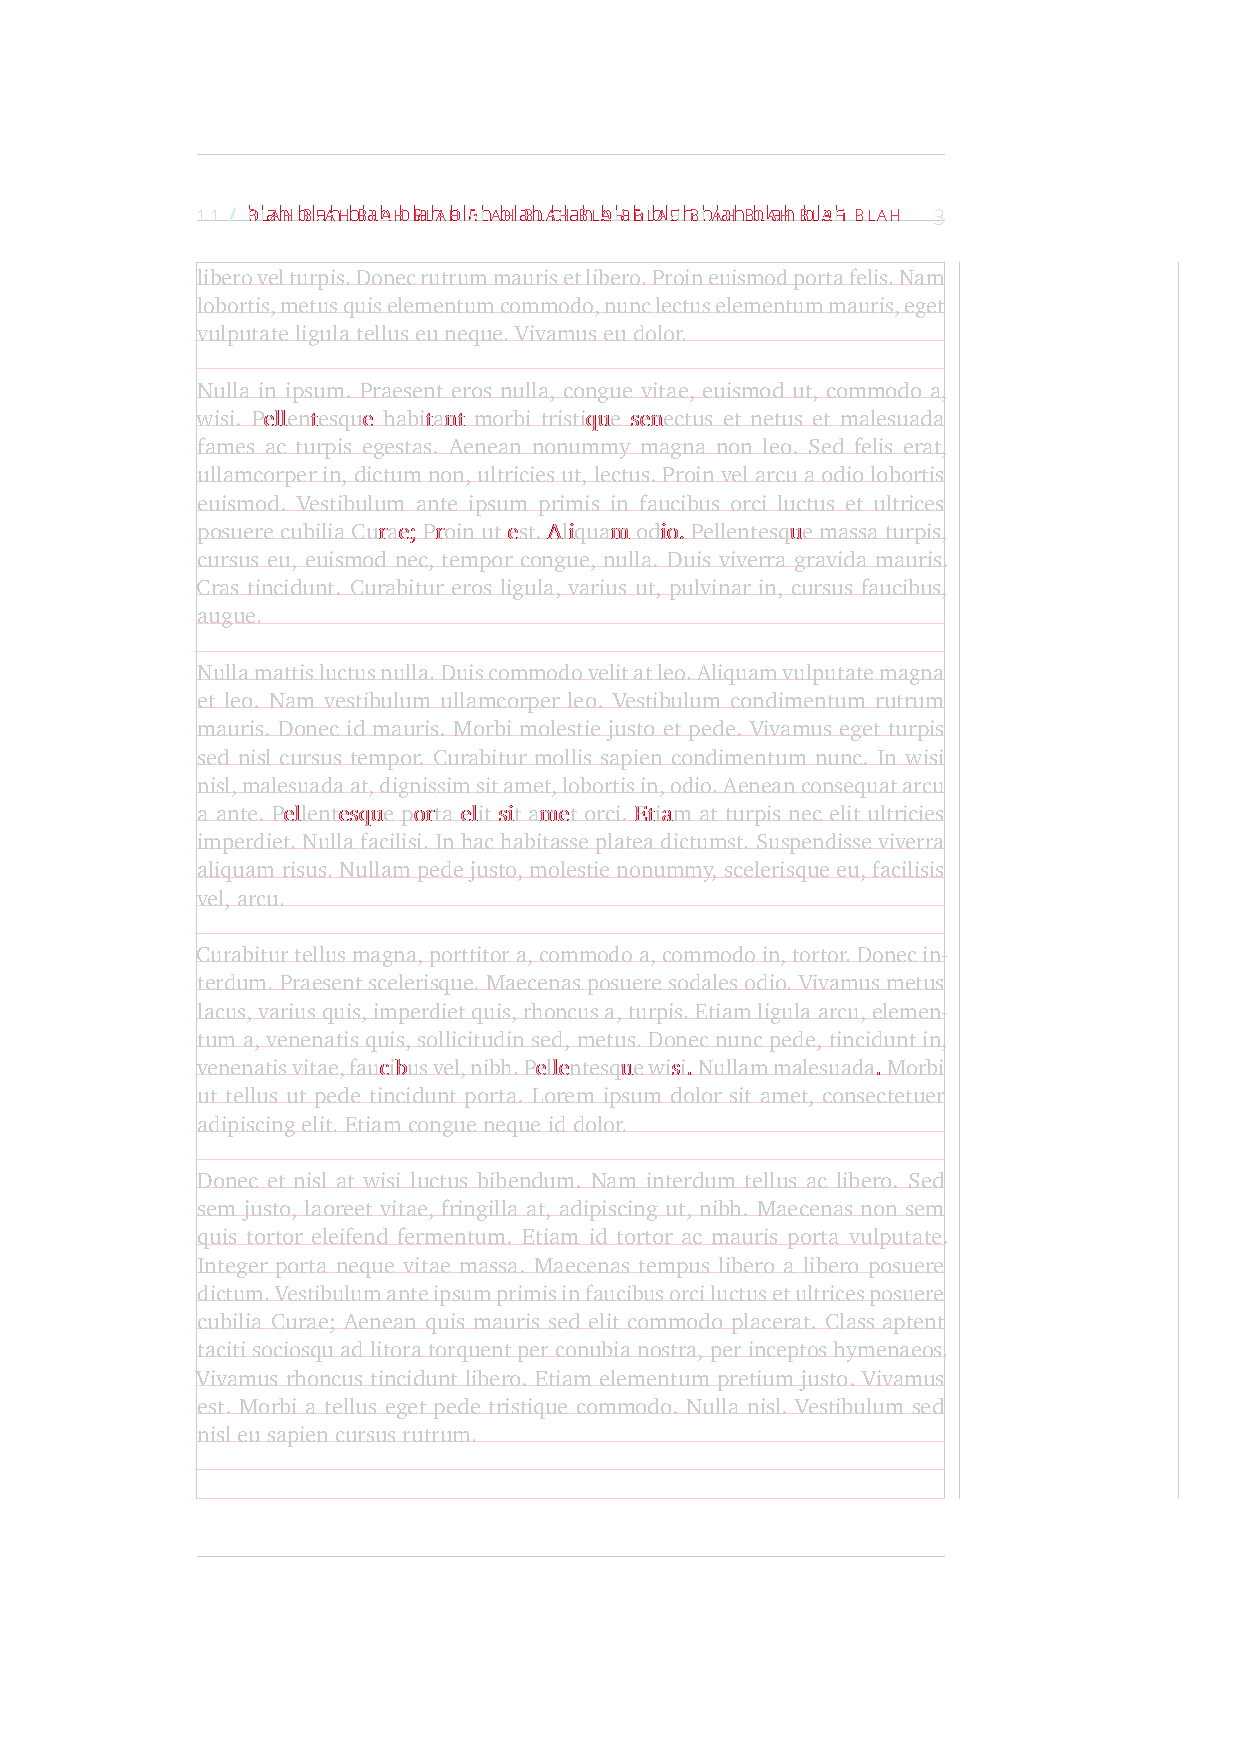 1.1 / BLAH
3
libero vel turpis. Donec rutrum mauris et libero. Proin euismod porta felis. Nam
lobortis, metus quis elementum commodo, nunc lectus elementum mauris, eget
vulputate ligula tellus eu neque. Vivamus eu dolor.
Nulla in ipsum. Praesent eros nulla, congue vitae, euismod ut, commodo a,
wisi. Pellentesque habitant morbi tristique senectus et netus et malesuada
fames ac turpis egestas. Aenean nonummy magna non leo. Sed felis erat,
ullamcorper in, dictum non, ultricies ut, lectus. Proin vel arcu a odio lobortis
euismod. Vestibulum ante ipsum primis in faucibus orci luctus et ultrices
posuere cubilia Curae; Proin ut est. Aliquam odio. Pellentesque massa turpis,
cursus eu, euismod nec, tempor congue, nulla. Duis viverra gravida mauris.
Cras tincidunt. Curabitur eros ligula, varius ut, pulvinar in, cursus faucibus,
augue.
Nulla mattis luctus nulla. Duis commodo velit at leo. Aliquam vulputate magna
et leo. Nam vestibulum ullamcorper leo. Vestibulum condimentum rutrum
mauris. Donec id mauris. Morbi molestie justo et pede. Vivamus eget turpis
sed nisl cursus tempor. Curabitur mollis sapien condimentum nunc. In wisi
nisl, malesuada at, dignissim sit amet, lobortis in, odio. Aenean consequat arcu
a ante. Pellentesque porta elit sit amet orci. Etiam at turpis nec elit ultricies
imperdiet. Nulla facilisi. In hac habitasse platea dictumst. Suspendisse viverra
aliquam risus. Nullam pede justo, molestie nonummy, scelerisque eu, facilisis
vel, arcu.
Curabitur tellus magna, porttitor a, commodo a, commodo in, tortor. Donec in-
terdum. Praesent scelerisque. Maecenas posuere sodales odio. Vivamus metus
lacus, varius quis, imperdiet quis, rhoncus a, turpis. Etiam ligula arcu, elemen-
tum a, venenatis quis, sollicitudin sed, metus. Donec nunc pede, tincidunt in,
venenatis vitae, faucibus vel, nibh. Pellentesque wisi. Nullam malesuada. Morbi
ut tellus ut pede tincidunt porta. Lorem ipsum dolor sit amet, consectetuer
adipiscing elit. Etiam congue neque id dolor.
Donec et nisl at wisi luctus bibendum. Nam interdum tellus ac libero. Sed
sem justo, laoreet vitae, fringilla at, adipiscing ut, nibh. Maecenas non sem
quis tortor eleifend fermentum. Etiam id tortor ac mauris porta vulputate.
Integer porta neque vitae massa. Maecenas tempus libero a libero posuere
dictum. Vestibulum ante ipsum primis in faucibus orci luctus et ultrices posuere
cubilia Curae; Aenean quis mauris sed elit commodo placerat. Class aptent
taciti sociosqu ad litora torquent per conubia nostra, per inceptos hymenaeos.
Vivamus rhoncus tincidunt libero. Etiam elementum pretium justo. Vivamus
est. Morbi a tellus eget pede tristique commodo. Nulla nisl. Vestibulum sed
nisl eu sapien cursus rutrum.